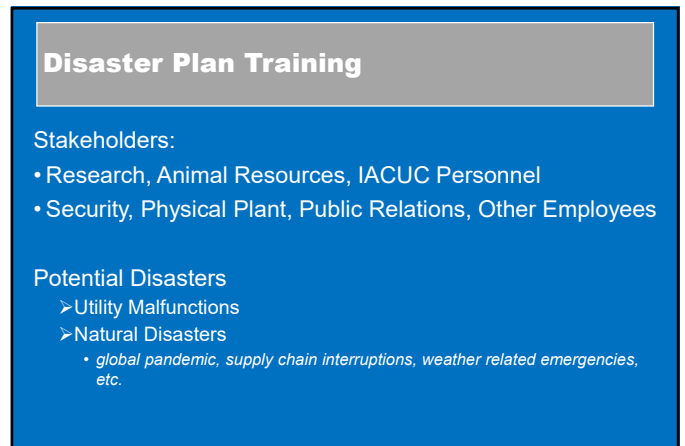 Disaster Plan Training
Stakeholders:
• Research, Animal Resources, IACUC Personnel
• Security, Physical Plant, Public Relations, Other Employees
Potential Disasters
➢Utility Malfunctions
➢Natural Disasters
• global pandemic, supply chain interruptions, weather related emergencies,
etc.